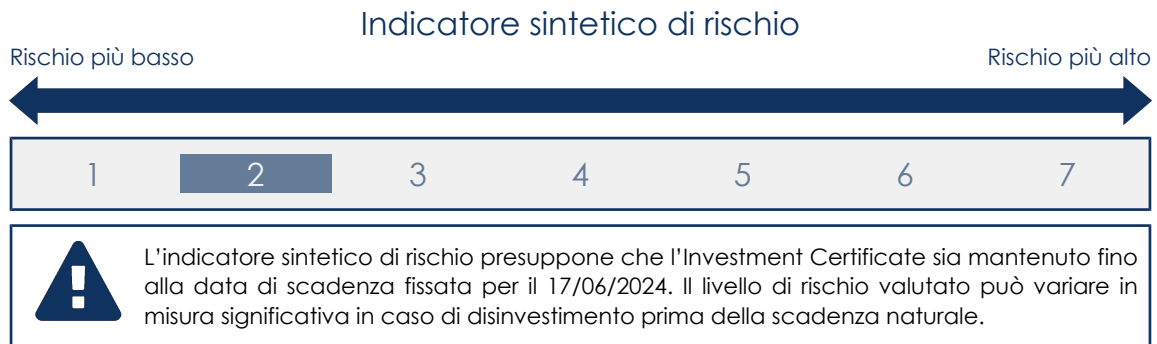 Indicatore sintetico di rischio
Rischio più basso Rischio più alto
1 2 3 4 5 6 7
L'indicatore sintetico di rischio presuppone che l'Investment Certificate sia mantenuto fino
alla data di scadenza fissata per il 17/06/2024. Il livello di rischio valutato può variare in
misura significativa in caso di disinvestimento prima della scadenza naturale.